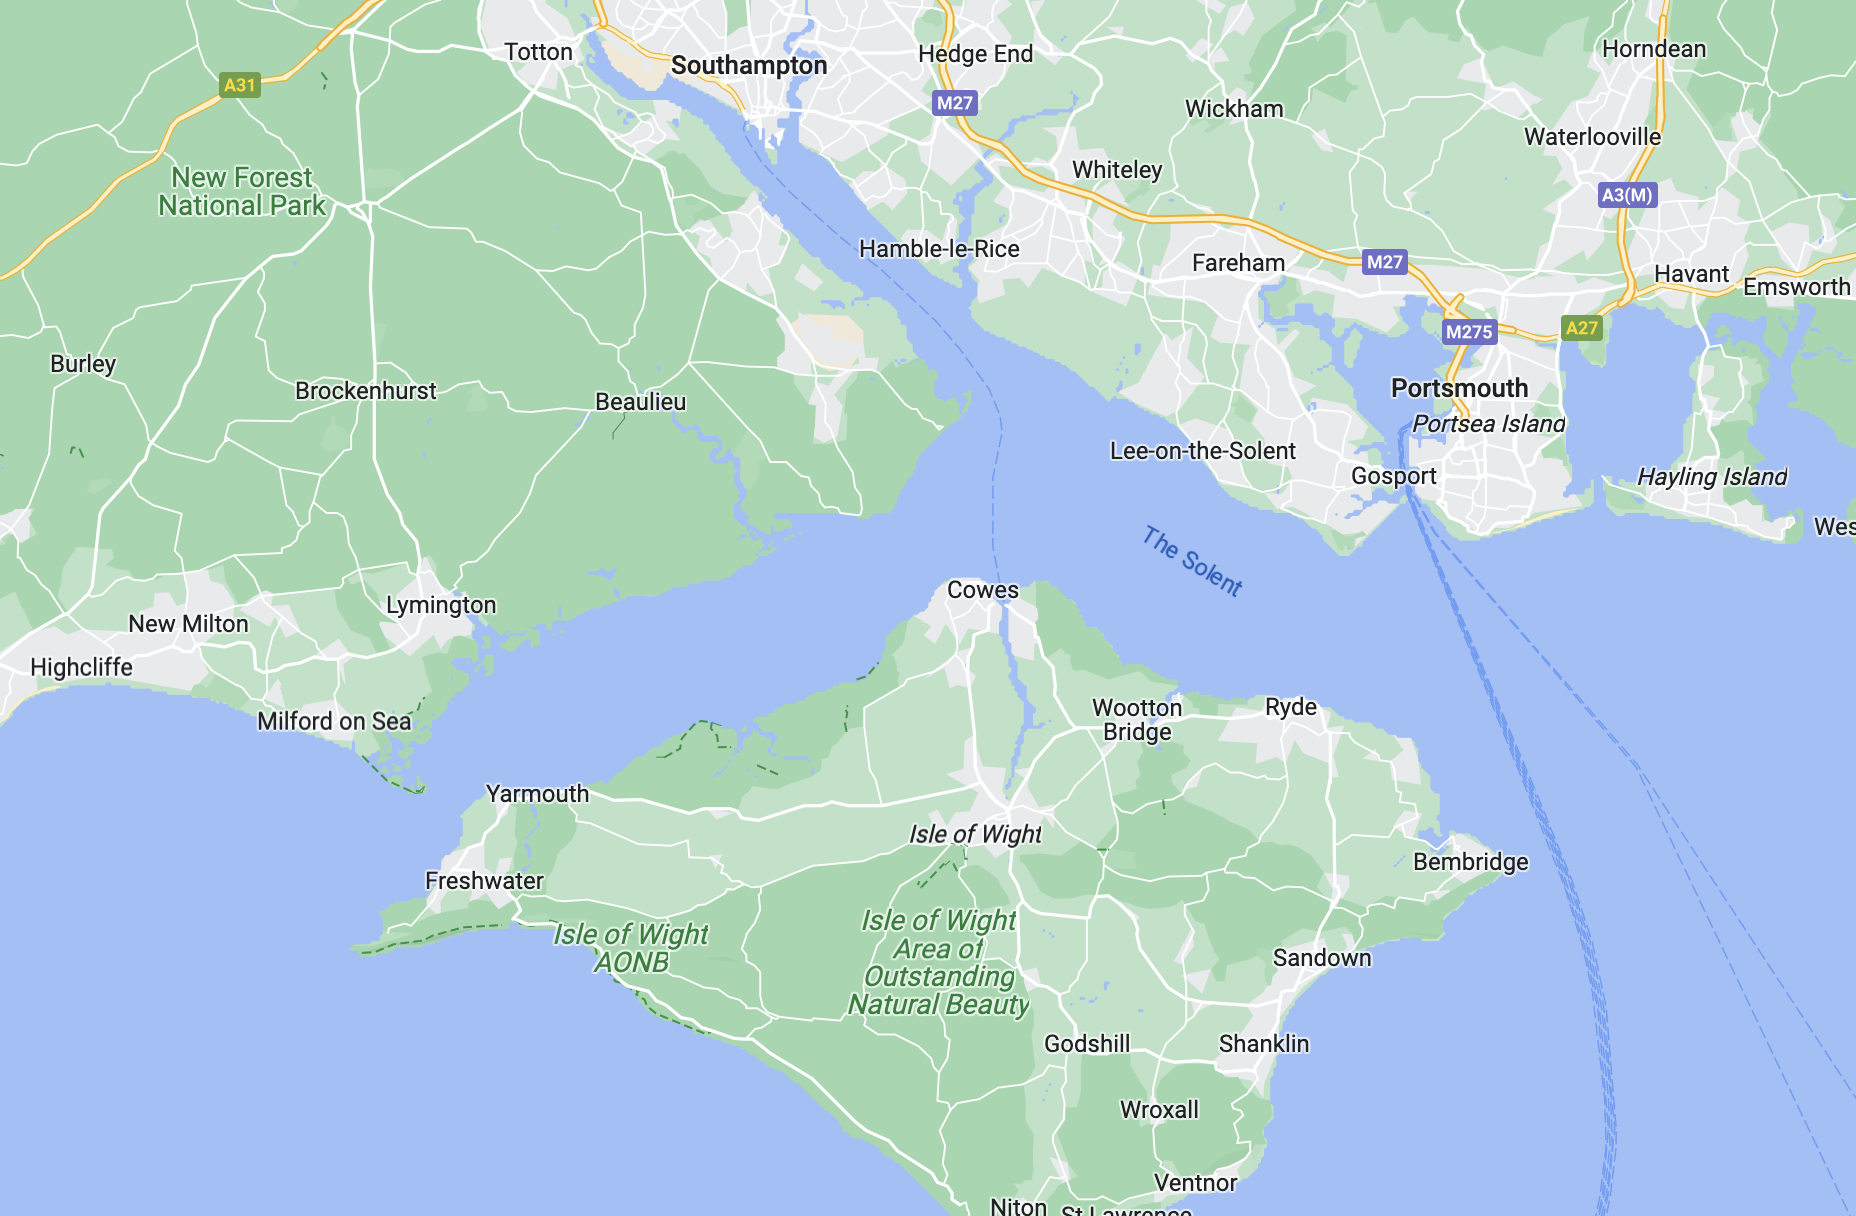 Totton
Southampton
Hedge End
Horndean
A31
M27
Wickham
Waterlooville
Whiteley
New Forest
National Park
A3(M)
Hamble-le-Rice
Fareham
M27
Havant
Emsworth
M275
A27
Burley
Brockenhurst
Beaulieu
Portsmouth
Portsea Island
Lee-on-the-Solent
Gosport
Hayling Island
Wes
The Solent
Cowes
Lymington
New Milton
Highcliffe
Milford on Sea
Wootton
Bridge
Ryde
Yarmouth
Isle of Wight
Bembridge
Freshwater
Isle of Wight
AONB
Isle of Wight
Area of
Outstanding
Natural Beauty
Sandown
Godshill
Shanklin
Wroxall
Ventnor
Niton
St Lawrence